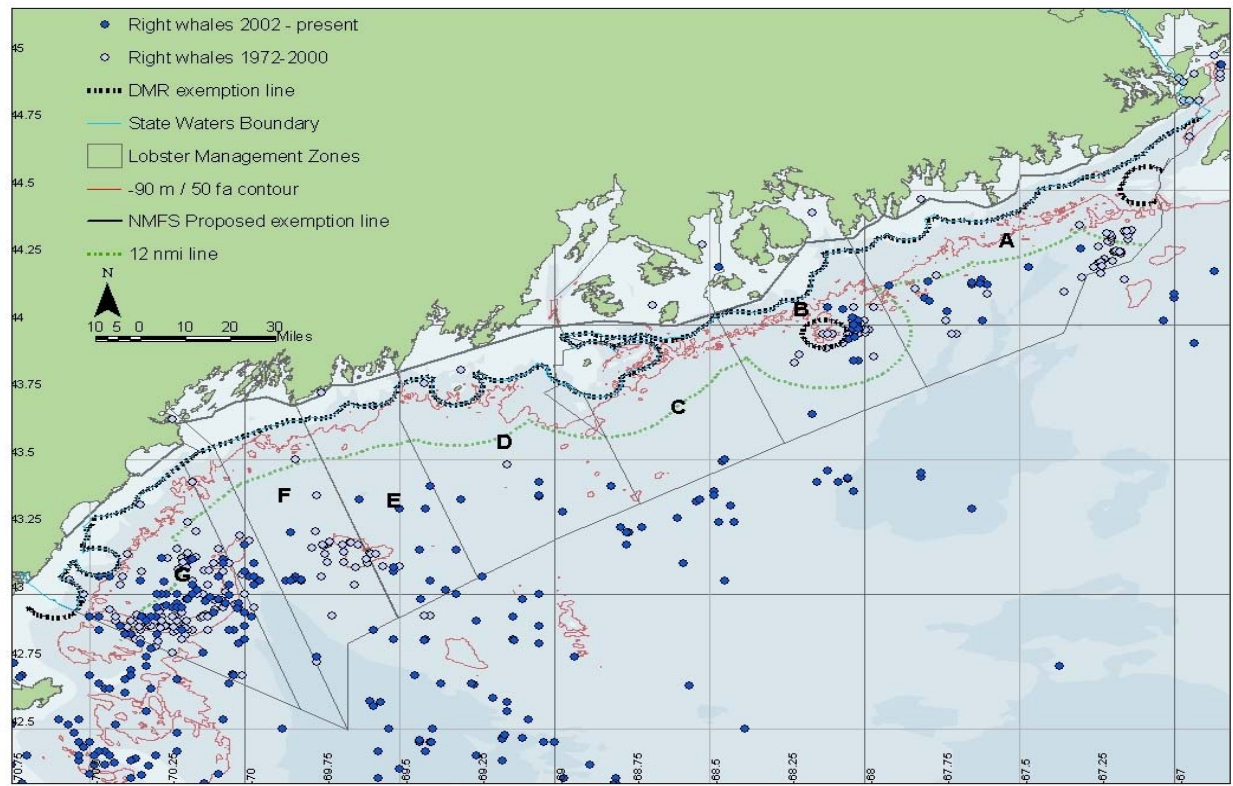 Right whales 2002 - present
Right whales 1972-2000
DMR exemption line
State Waters Boundary
Lobster Management Zones
-90 m / 50 fa contour
NMFS Proposed exemption line
12 nmi line
N
10 5 0 10 20 30 Miles
45
44.75
44.5
44.25
44
43.75
43.5
43.25
43
42.75
42.5
A
B
C
D
E
F
G
-70.75 -70.25 -70 -69.75 -69.5 -69.25 -69 -68.75 -68.5 -68.25 -68 -67.75 -67.5 -67.25 -67